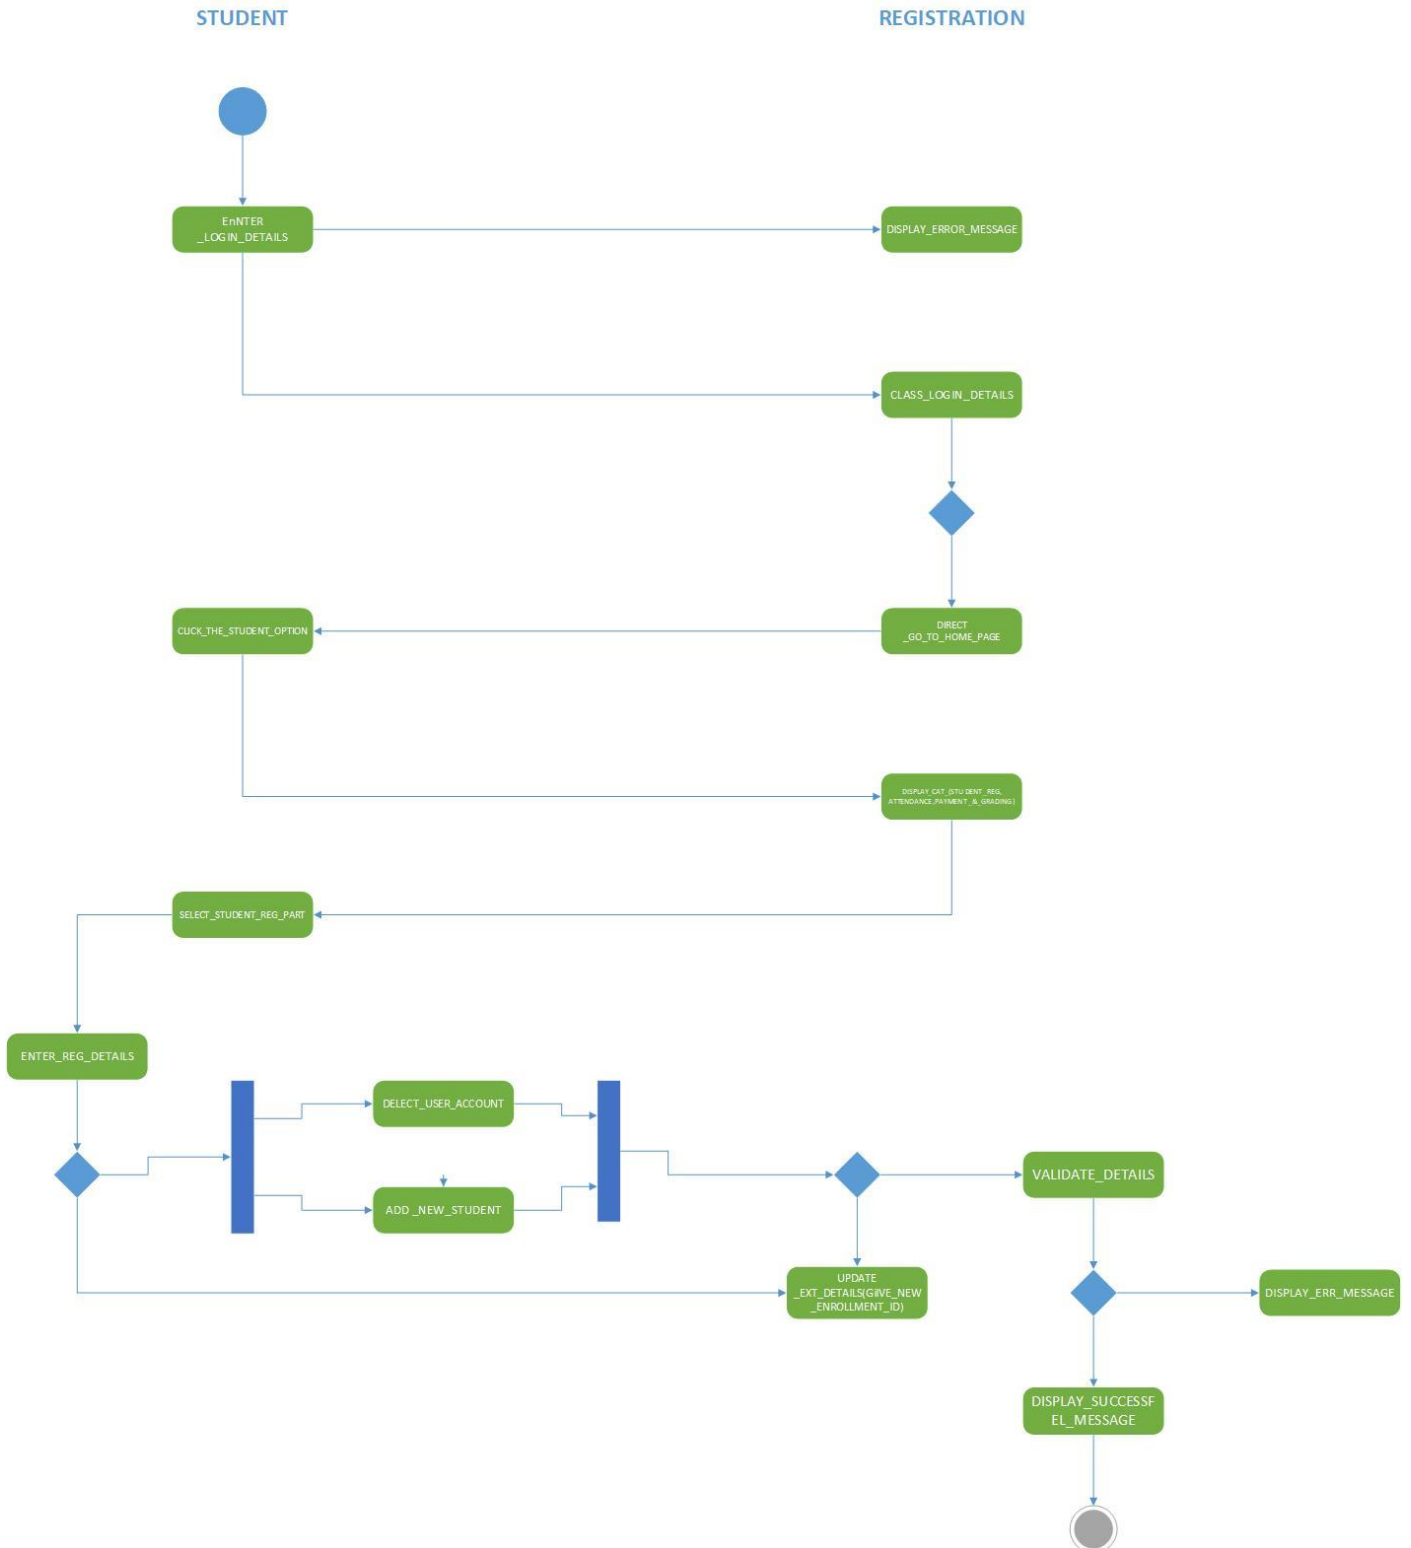 STUDENT
REGISTRATION
EnNTER
_LOGIN_DETAILS
DISPLAY_ERROR_MESSAGE
CLASS_LOGIN_DETAILS
CLICK_THE_STUDENT_OPTION
DIRECT
_GO_TO_HOME_PAGE
DISPLAY_CAT_(STUDENT_REG,
ATTENDANCE,PAYMENT_&_GRADING)
SELECT_STUDENT_REG_PART
ENTER_REG_DETAILS
DELECT_USER_ACCOUNT
ADD_NEW_STUDENT
VALIDATE_DETAILS
UPDATE
_EXT_DETAILS(GIIVE_NEW
_ENROLLMENT_ID)
DISPLAY_ERR_MESSAGE
DISPLAY_SUCCESSF
EL_MESSAGE